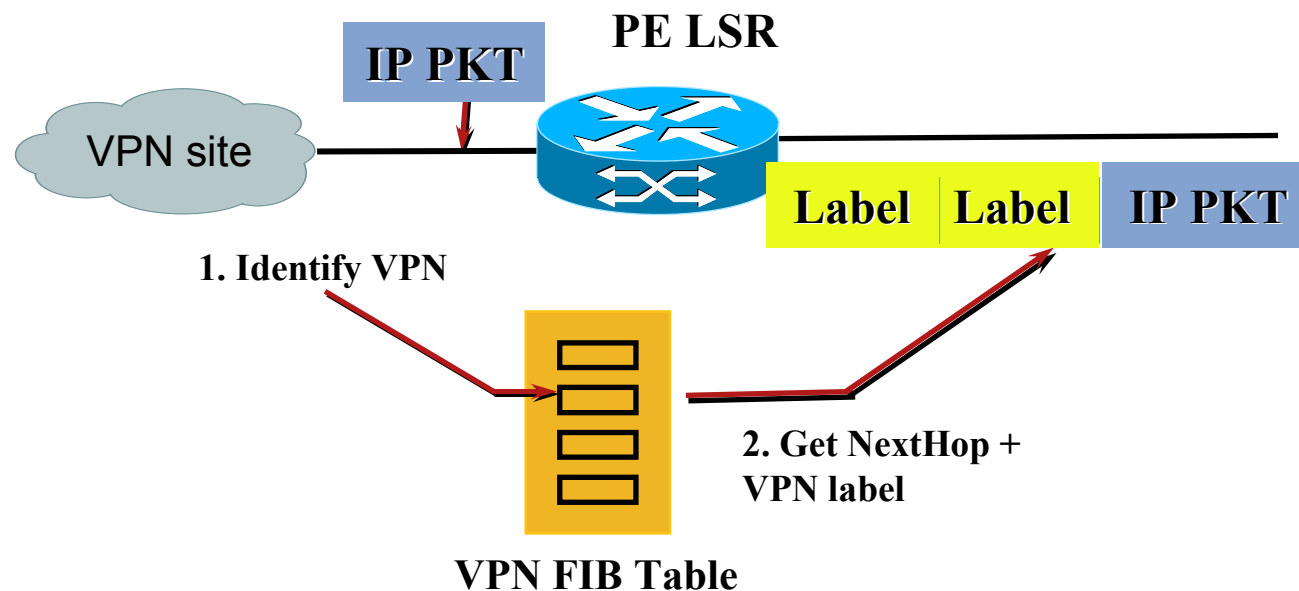 PE LSR
IP PKT
VPN site
Label Label IP PKT
1. Identify VPN
2. Get NextHop +
VPN label
VPN FIB Table